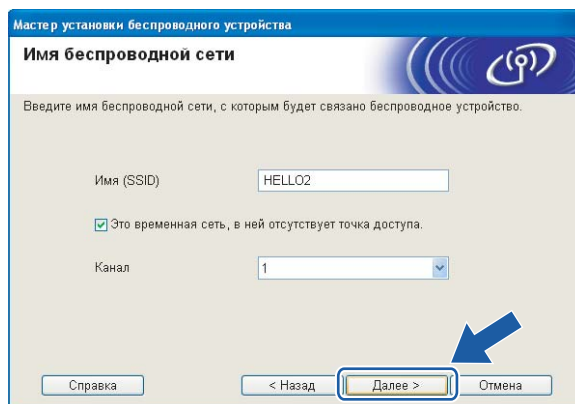 Мастер установки беспроводного устройства
Имя беспроводной сети
Введите имя беспроводной сети, с которым будет связано беспроводное устройство.
Имя (SSID) HELLO2
Это временная сеть, в ней отсутствует точка доступа.
Канал 1
Справка < Назад Далее > Отмена